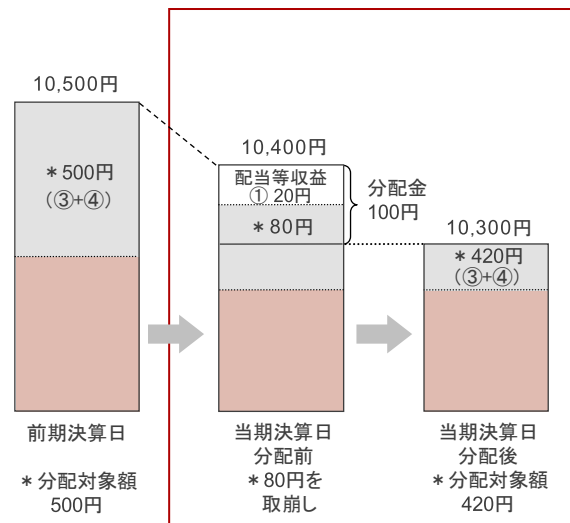 10,500円
＊500円
（③+④）
前期決算日
＊分配対象額
500円
10,400円
配当等収益
① 20円
＊80円
分配金
100円
当期決算日
分配前
＊80円を
取崩し
10,300円
＊420円
（③+④）
当期決算日
分配後
＊分配対象額
420円